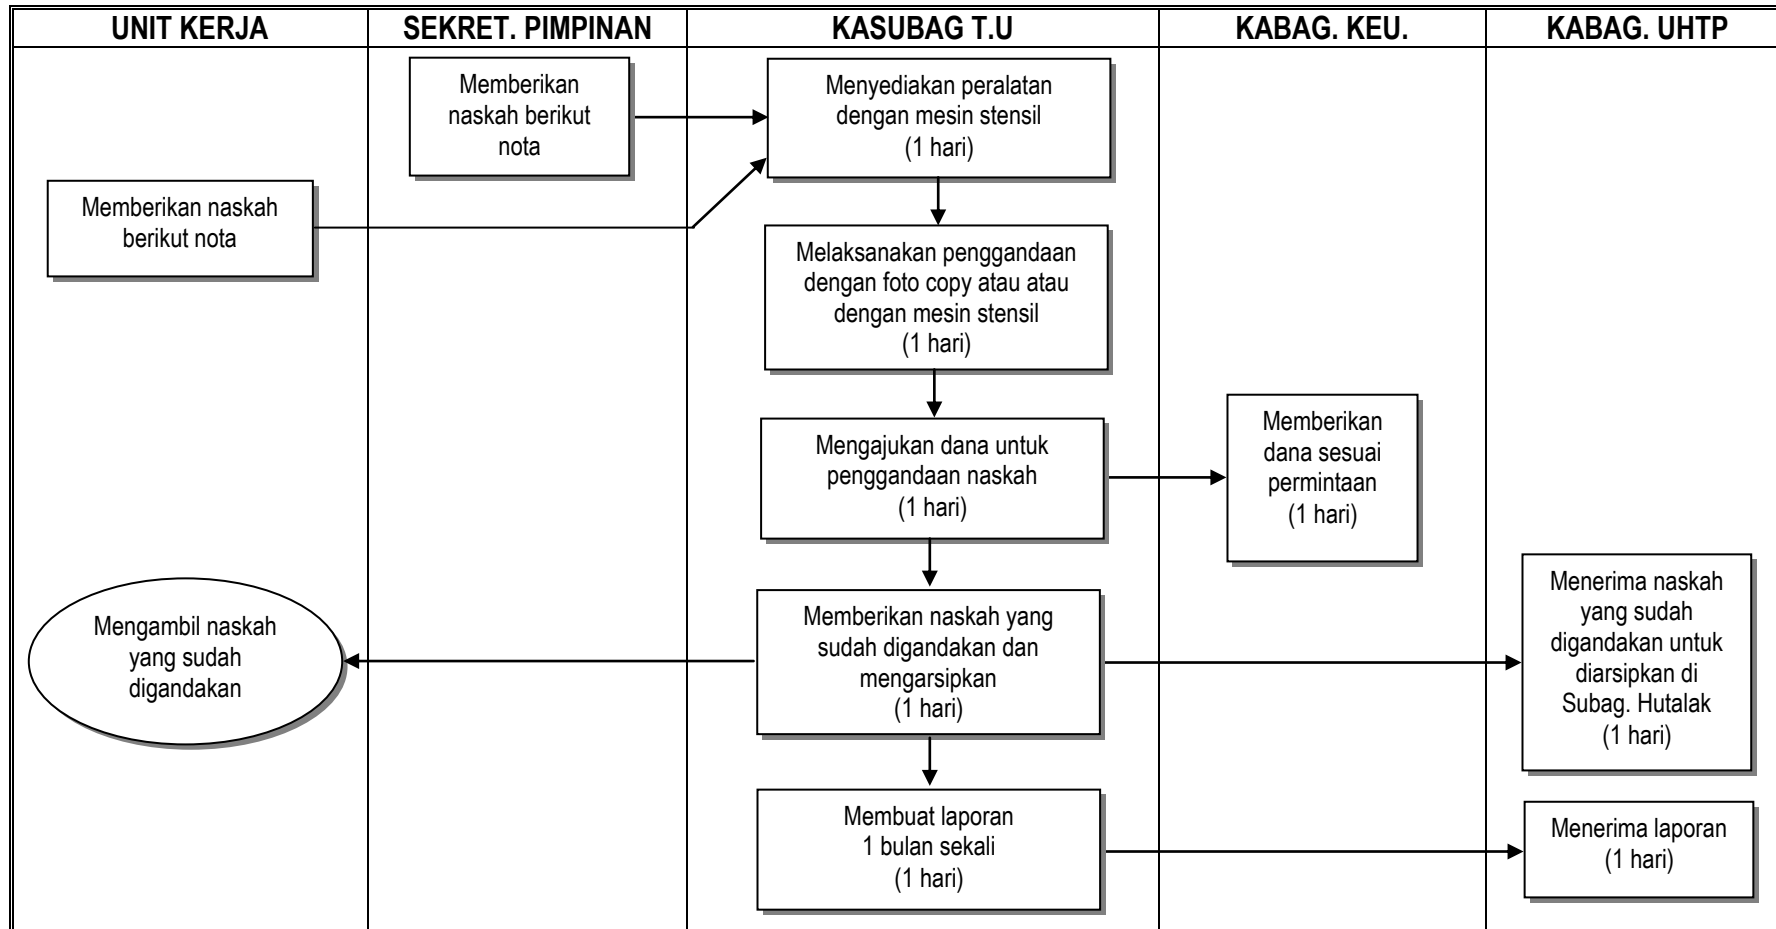 UNIT KERJA
SEKRET. PIMPINAN
KASUBAG T.U
KABAG. KEU.
KABAG. UHTP
Memberikan
naskah berikut
nota
Menyediakan peralatan
dengan mesin stensil
(1 hari)
Memberikan naskah
berikut nota
Melaksanakan penggandaan
dengan foto copy atau atau
dengan mesin stensil
(1 hari)
Mengajukan dana untuk
penggandaan naskah
(1 hari)
Memberikan
dana sesuai
permintaan
(1 hari)
Mengambil naskah
yang sudah
digandakan
Memberikan naskah yang
sudah digandakan dan
mengarsipkan
(1 hari)
Menerima naskah
yang sudah
digandakan untuk
diarsipkan di
Subag. Hutalak
(1 hari)
Membuat laporan
1 bulan sekali
(1 hari)
Menerima laporan
(1 hari)